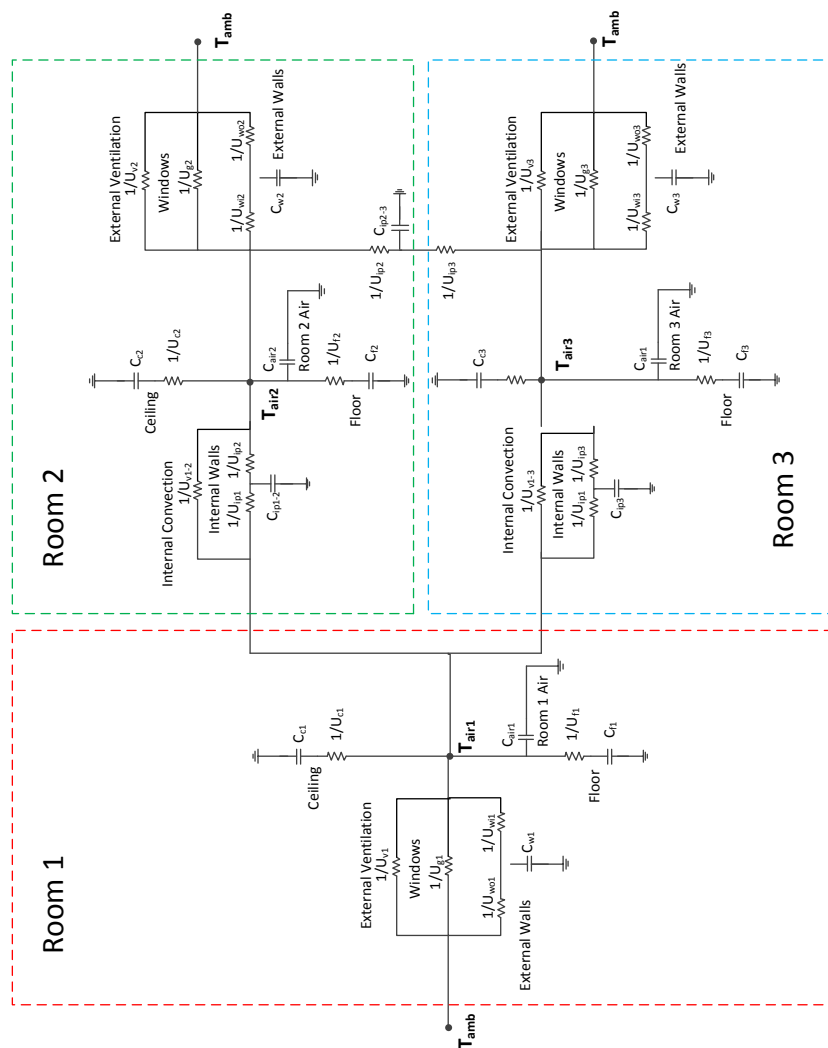 Room 1
T_amb
External Ventilation
1/U_v1
Windows
1/U_g1
1/U_wo1
1/U_wi1
External Walls
C_w1
C_c1
1/U_c1
Ceiling
T_air1
C_air1
Room 1 Air
1/U_f1
Floor
C_f1
Room 2
Internal Convection
1/U_v1-2
Internal Walls
1/U_ip1
1/U_ip2
C_ip1-2
C_c2
1/U_c2
Ceiling
T_air2
C_air2
Room 2 Air
1/U_f2
Floor
C_f2
External Ventilation
1/U_v2
Windows
1/U_g2
1/U_wi2
1/U_wo2
External Walls
C_w2
T_amb
1/U_ip2
C_ip2-3
1/U_ip3
Room 3
Internal Convection
1/U_v1-3
Internal Walls
1/U_ip1
1/U_ip3
C_ip3
C_c3
T_air3
C_air1
Room 3 Air
1/U_f3
Floor
C_f3
External Ventilation
1/U_v3
Windows
1/U_g3
1/U_wi3
1/U_wo3
External Walls
C_w3
T_amb